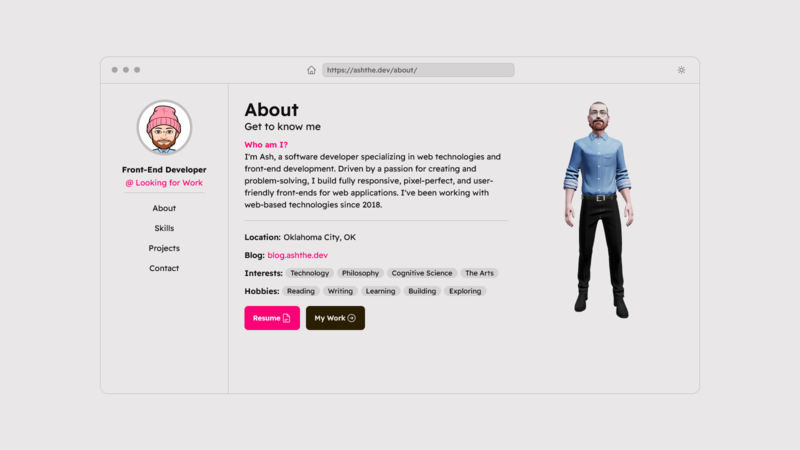 https://ashthe.dev/about/
Front-End Developer
@ Looking for Work
About
Skills
Projects
Contact
About
Get to know me
Who am I?
I'm Ash, a software developer specializing in web technologies and
front-end development. Driven by a passion for creating and
problem-solving, I build fully responsive, pixel-perfect, and user-
friendly front-ends for web applications. I've been working with
web-based technologies since 2018.
Location: Oklahoma City, OK
Blog: blog.ashthe.dev
Interests: Technology Philosophy Cognitive Science The Arts
Hobbies: Reading Writing Learning Building Exploring
Resume My Work